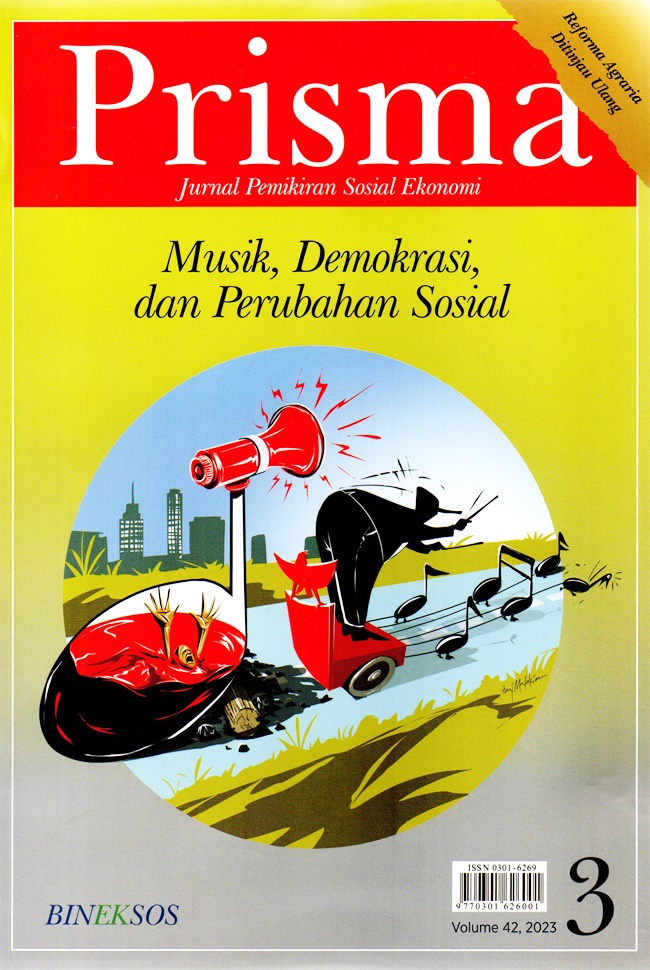 Prisma
Reforma Agraria
Ditinjau Ulang
Jurnal Pemikiran Sosial Ekonomi
Musik, Demokrasi,
dan Perubahan Sosial
BINEKSOS
ISSN 0301-6269
9 770301 626001
Volume 42, 2023
3